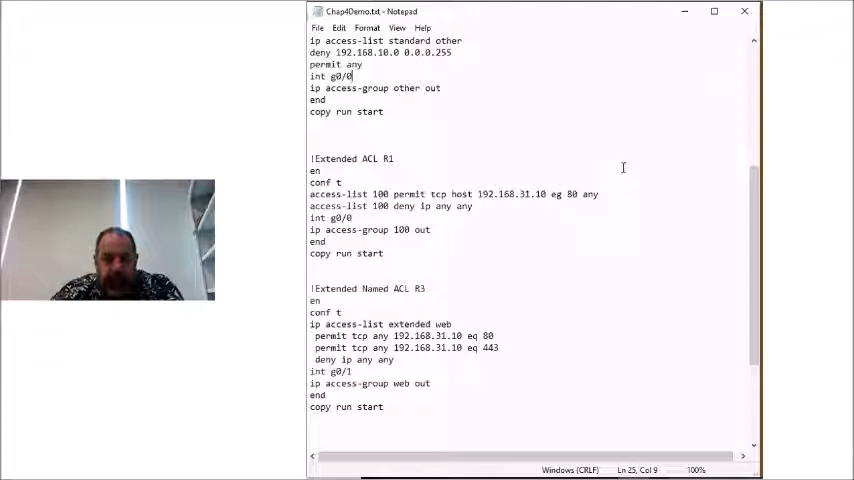 Chap4Demo.txt - Notepad
File Edit Format View Help
ip access-list standard other
deny 192.168.10.0 0.0.0.255
permit any
int g0/0
ip access-group other out
end
copy run start
!Extended ACL R1
en
conf t
access-list 100 permit tcp host 192.168.31.10 eg 80 any
access-list 100 deny ip any any
int g0/0
ip access-group 100 out
end
copy run start
!Extended Named ACL R3
en
conf t
ip access-list extended web
permit tcp any 192.168.31.10 eq 80
permit tcp any 192.168.31.10 eq 443
deny ip any any
int g0/1
ip access-group web out
end
copy run start
Windows (CRLF) Ln 25, Col 9 100%